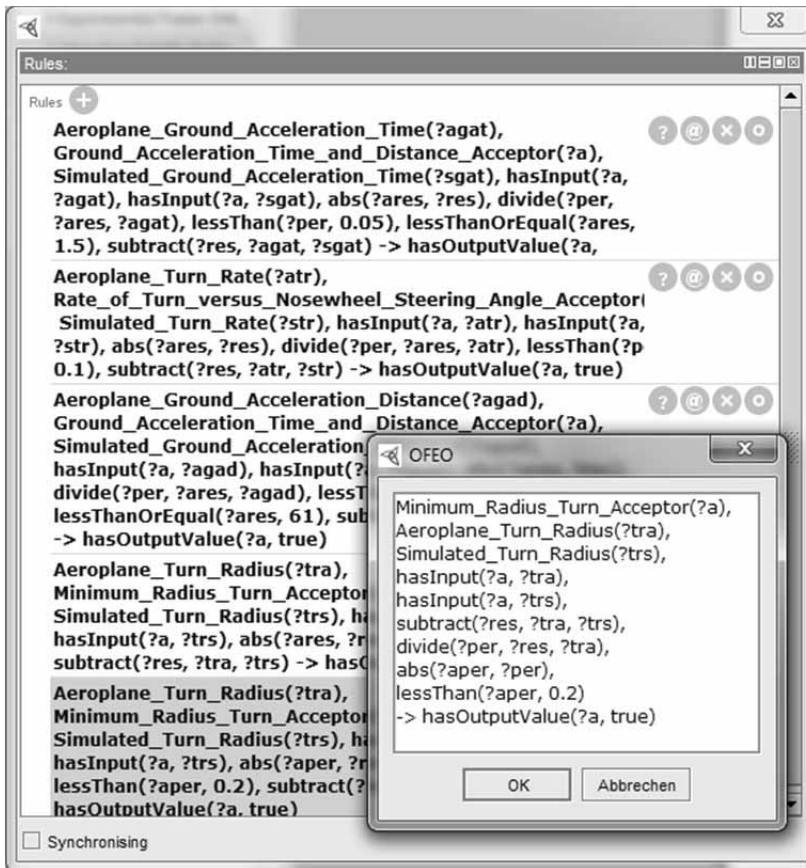 Rules:
Rules
Aeroplane_Ground_Acceleration_Time(?agat),
Ground_Acceleration_Time_and_Distance_Acceptor(?a),
Simulated_Ground_Acceleration_Time(?sgat), hasInput(?a,
?agat), hasInput(?a, ?sgat), abs(?ares, ?res), divide(?per,
?ares, ?agat), lessThan(?per, 0.05), lessThanOrEqual(?ares,
1.5), subtract(?res, ?agat, ?sgat) -> hasOutputValue(?a,
Aeroplane_Turn_Rate(?atr),
Rate_of_Turn_versus_Nosewheel_Steering_Angle_Acceptor(
Simulated_Turn_Rate(?str), hasInput(?a, ?atr), hasInput(?a,
?str), abs(?ares, ?res), divide(?per, ?ares, ?atr), lessThan(?p
0.1), subtract(?res, ?atr, ?str) -> hasOutputValue(?a, true)
Aeroplane_Ground_Acceleration_Distance(?agad),
Ground_Acceleration_Time_and_Distance_Acceptor(?a),
Simulated_Ground_Acceleration
hasInput(?a, ?agad), hasInput(?
divide(?per, ?ares, ?agad), less
lessThanOrEqual(?ares, 61), sub
-> hasOutputValue(?a, true)
Aeroplane_Turn_Radius(?tra),
Minimum_Radius_Turn_Acceptor
Simulated_Turn_Radius(?trs), ha
hasInput(?a, ?trs), abs(?ares, ?r
subtract(?res, ?tra, ?trs) -> has
Aeroplane_Turn_Radius(?tra),
Minimum_Radius_Turn_Acceptor
Simulated_Turn_Radius(?trs), ha
hasInput(?a, ?trs), abs(?aper, ?
lessThan(?aper, 0.2), subtract(?
hasOutputValue(?a, true)
Synchronising
OFEO
Minimum_Radius_Turn_Acceptor(?a),
Aeroplane_Turn_Radius(?tra),
Simulated_Turn_Radius(?trs),
hasInput(?a, ?tra),
hasInput(?a, ?trs),
subtract(?res, ?tra, ?trs),
divide(?per, ?res, ?tra),
abs(?aper, ?per),
lessThan(?aper, 0.2)
-> hasOutputValue(?a, true)
OK
Abbrechen